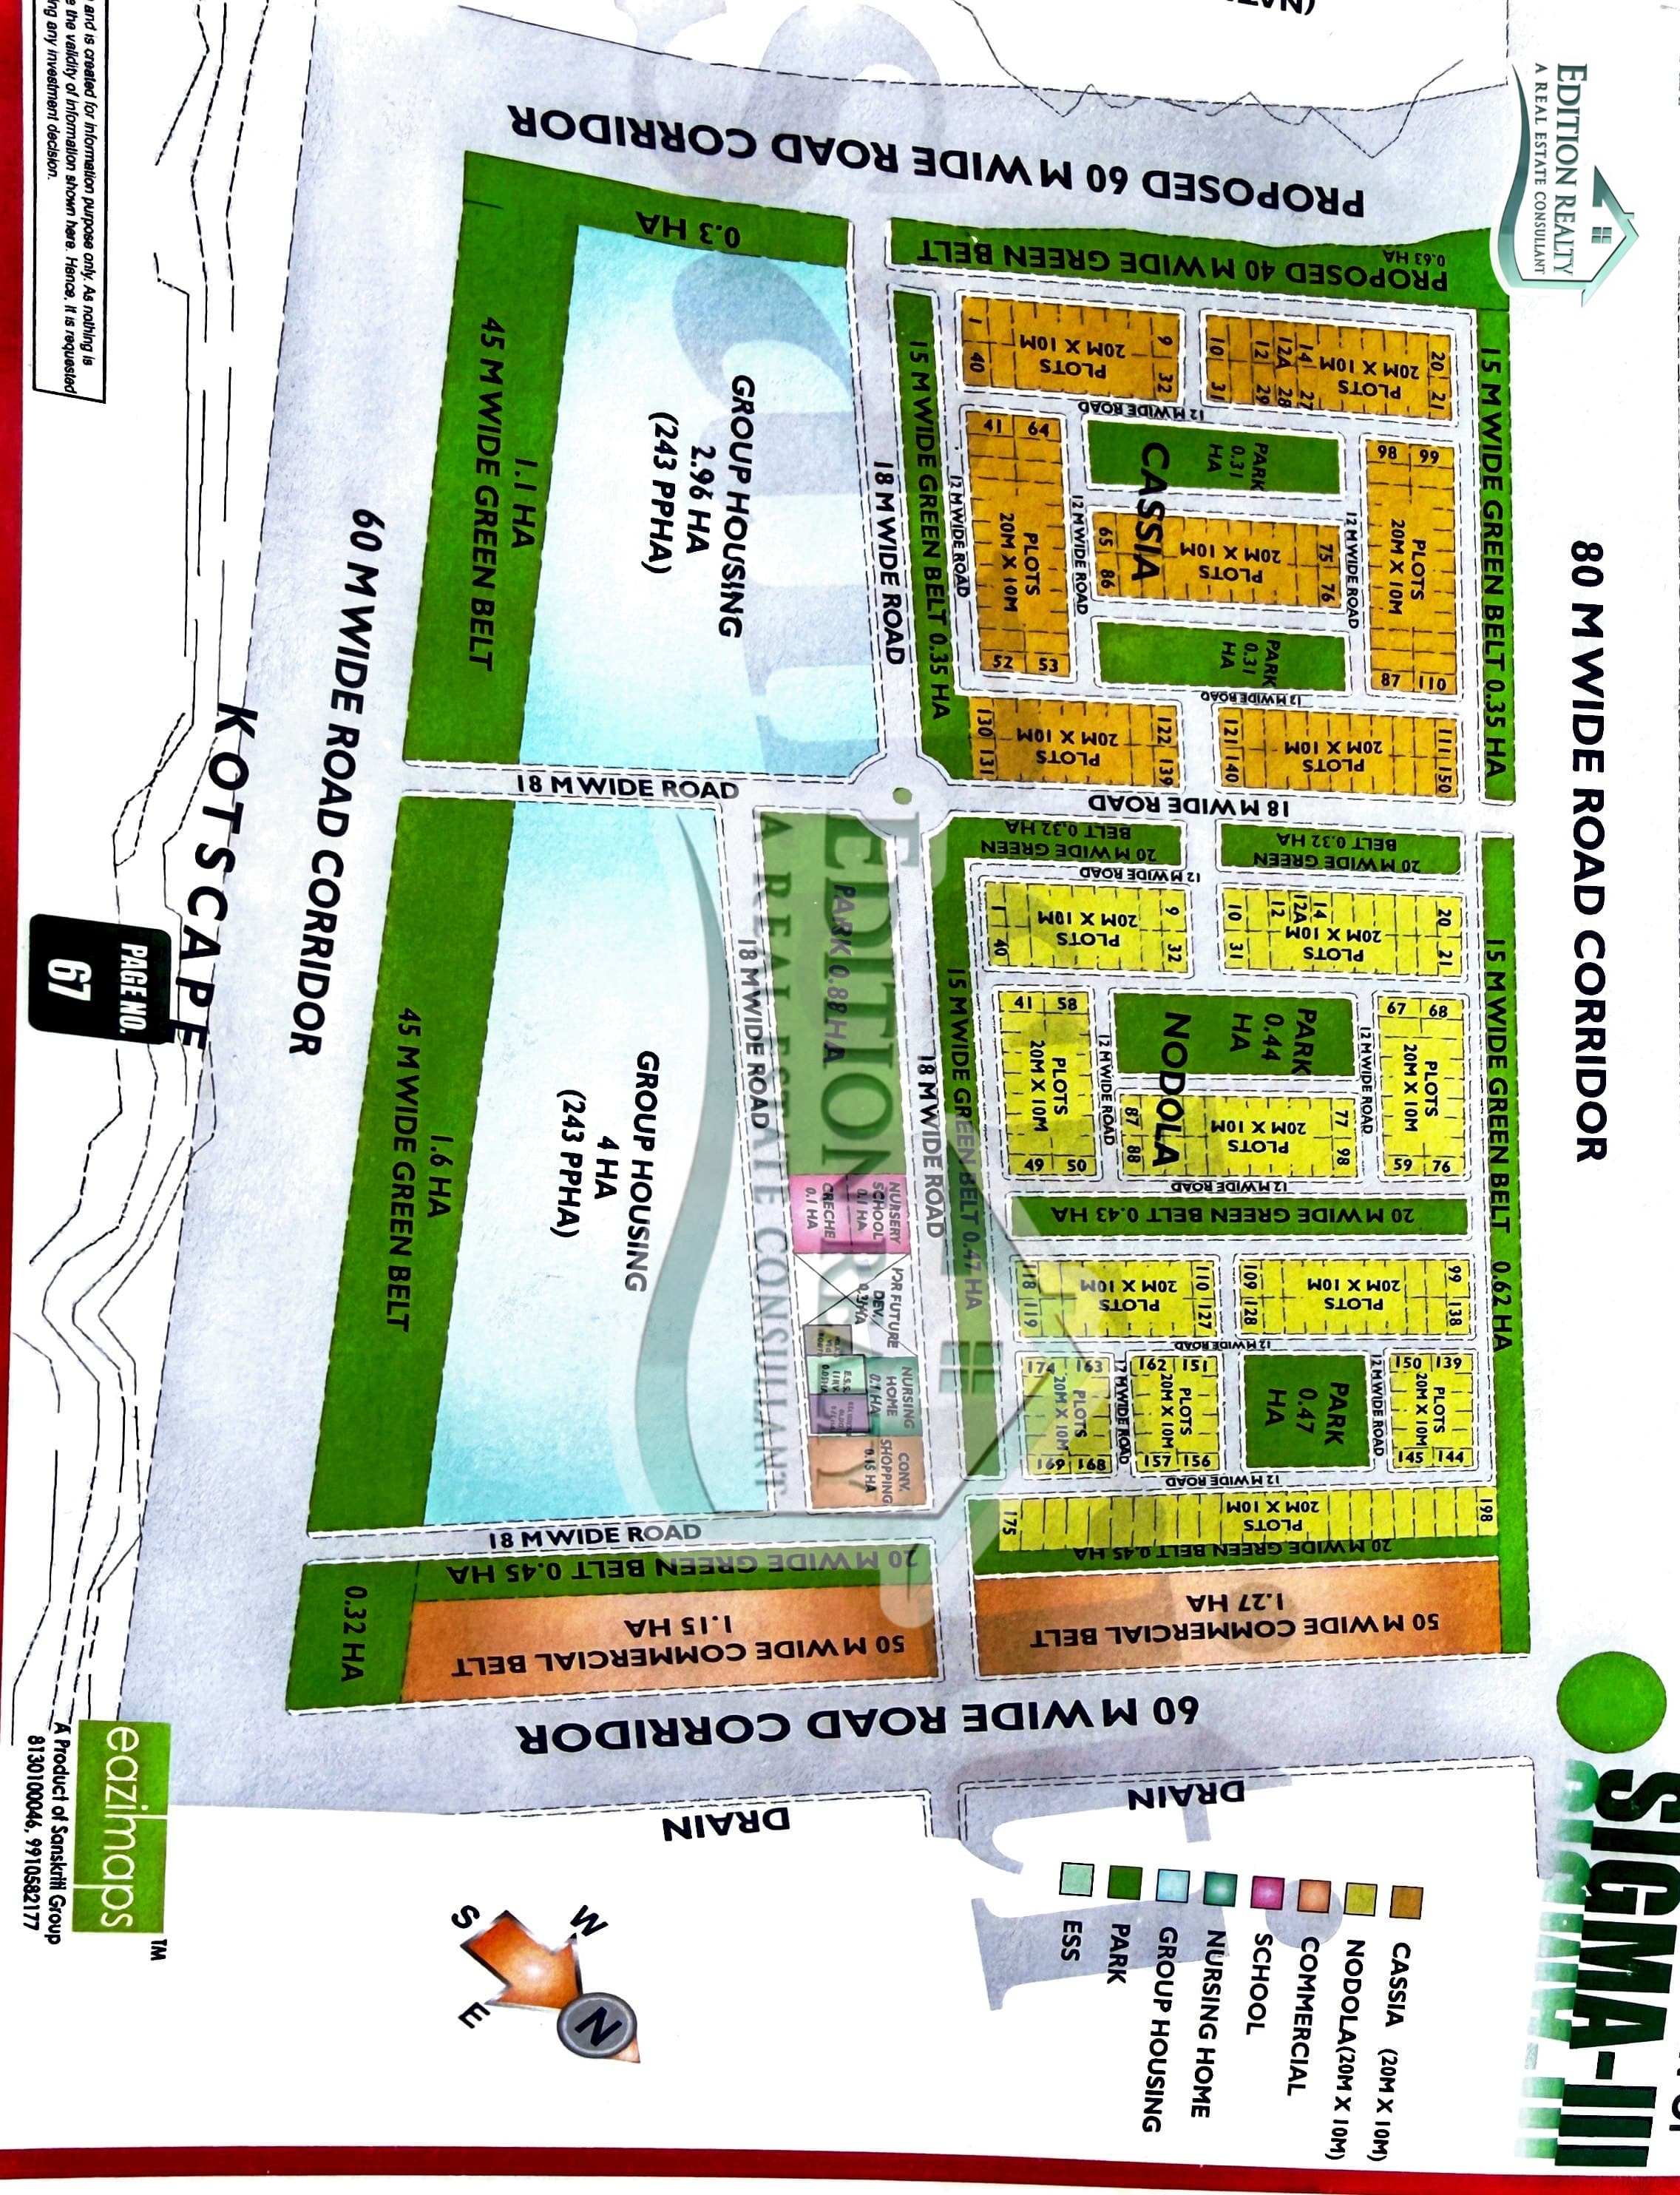 SIGMA-III
EDITION REALTY
A REAL ESTATE CONSULLANT
80 M WIDE ROAD CORRIDOR
15 M WIDE GREEN BELT 0.35 HA
15 M WIDE GREEN BELT 0.62 HA
PROPOSED 60 M WIDE ROAD CORRIDOR
PROPOSED 40 M WIDE GREEN BELT
0.63 HA
20 21
PLOTS
20M X 10M
14 27
12A 28
12 29
10 31
9 32
PLOTS
20M X 10M
1 40
12 M WIDE ROAD
99 110
PLOTS
20M X 10M
98 87
12 M WIDE ROAD
PARK
0.31
HA
75 76
PLOTS
20M X 10M
65 86
PARK
0.31
HA
CASSIA
12 M WIDE ROAD
12 M WIDE ROAD
64 53
PLOTS
20M X 10M
41 52
12 M WIDE ROAD
111 150
PLOTS
20M X 10M
121 140
122 139
PLOTS
20M X 10M
130 131
15 M WIDE GREEN BELT 0.35 HA
18 M WIDE ROAD
18 M WIDE ROAD
20 M WIDE GREEN
BELT 0.32 HA
20 M WIDE GREEN
BELT 0.32 HA
12 M WIDE ROAD
20 21
PLOTS
20M X 10M
14
12A
12
10 31
9 32
PLOTS
20M X 10M
1 40
68 76
PLOTS
20M X 10M
67 59
12 M WIDE ROAD
PARK
0.44
HA
77 98
PLOTS
20M X 10M
NODOLA
87 88
12 M WIDE ROAD
12 M WIDE ROAD
58 50
PLOTS
20M X 10M
41 49
20 M WIDE GREEN BELT 0.43 HA
99 138
PLOTS
20M X 10M
109 128
110 127
PLOTS
20M X 10M
118 119
12 M WIDE ROAD
139 144
PLOTS
20M X 10M
150 145
12 M WIDE ROAD
PARK
0.47
HA
151 156
PLOTS
20M X 10M
162 157
12 M WIDE ROAD
163 198
PLOTS
20M X 10M
174 169
12 M WIDE ROAD
198
PLOTS
20M X 10M
175
20 M WIDE GREEN BELT 0.45 HA
50 M WIDE COMMERCIAL BELT
1.27 HA
60 M WIDE ROAD CORRIDOR
DRAIN
DRAIN
15 M WIDE GREEN BELT 0.47 HA
18 M WIDE ROAD
PARK 0.88 HA
NURSERY
SCHOOL
0.1 HA
CRECHE
0.1 HA
FOR FUTURE
DEV.
NURSING
HOME
0.1 HA
E.S.S.
CONV.
SHOPPING
0.15 HA
EDITION REALTY
A REAL ESTATE CONSULLANT
18 M WIDE ROAD
0.3 HA
GROUP HOUSING
2.96 HA
(243 PPHA)
18 M WIDE ROAD
GROUP HOUSING
4 HA
(243 PPHA)
18 M WIDE ROAD
20 M WIDE GREEN BELT 0.45 HA
50 M WIDE COMMERCIAL BELT
1.15 HA
1.1 HA
45 M WIDE GREEN BELT
1.6 HA
45 M WIDE GREEN BELT
0.32 HA
60 M WIDE ROAD CORRIDOR
KOTSCAPE
CASSIA (20M X 10M)
NODOLA(20M X 10M)
COMMERCIAL
SCHOOL
NURSING HOME
GROUP HOUSING
PARK
ESS
N
W
S
E
PAGE NO.
67
and is created for information purpose only. As nothing is
the validity of information shown here. Hence, it is requested
any investment decision.
eazimaps
TM
A Product of Sanskriti Group
8130100046, 9910582177